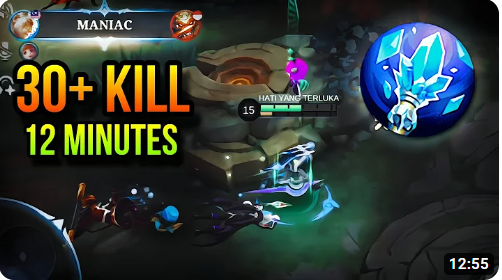 MANIAC
30+ KILL
12 MINUTES
HATI YANG TERLUKA
15
12:55